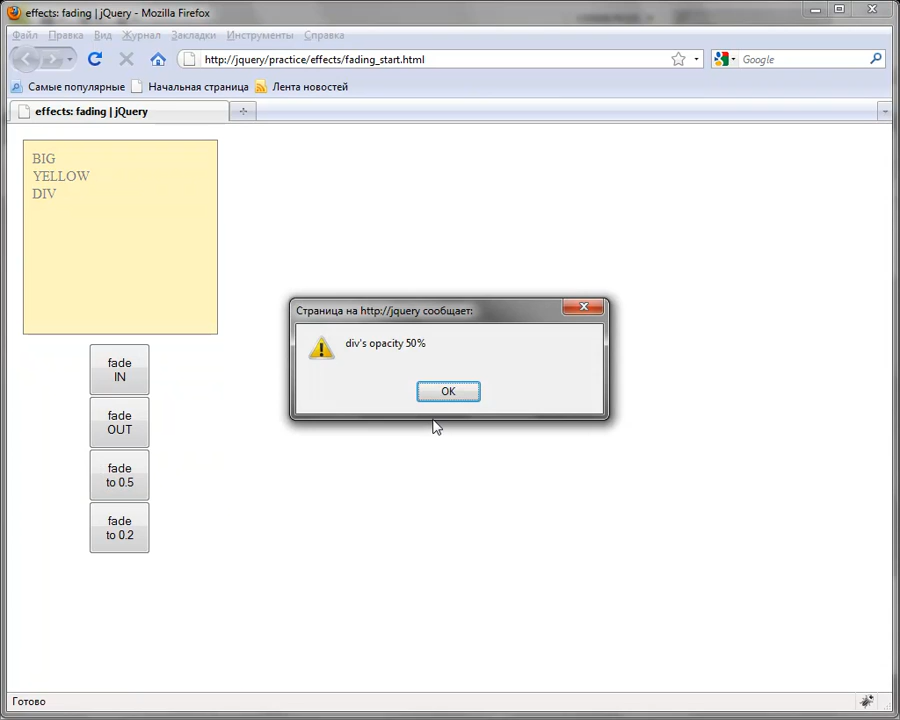 effects: fading | jQuery - Mozilla Firefox
Файл Правка Вид Журнал Закладки Инструменты Справка
http://jquery/practice/effects/fading_start.html Google
Самые популярные Начальная страница Лента новостей
effects: fading | jQuery
BIG
YELLOW
DIV
Страница на http://jquery сообщает:
div's opacity 50%
OK
fade
IN
fade
OUT
fade
to 0.5
fade
to 0.2
Готово